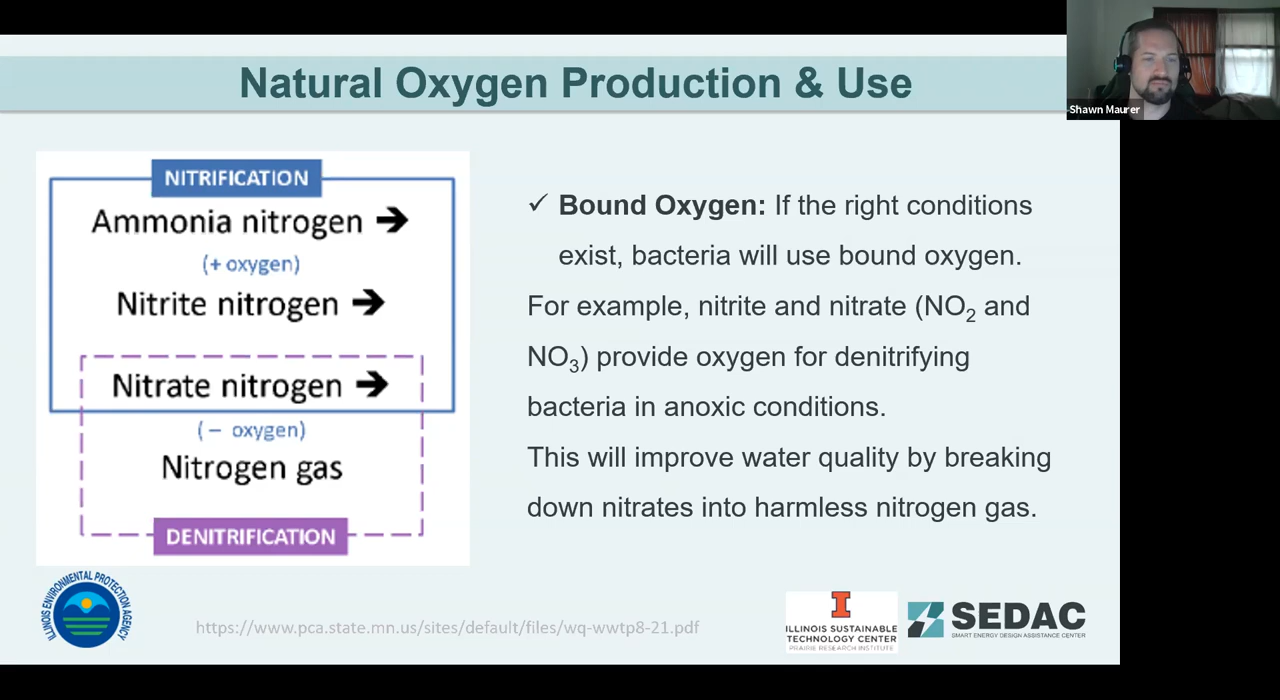 Natural Oxygen Production & Use
Shawn Maurer
NITRIFICATION
Ammonia nitrogen ➔
(+ oxygen)
Nitrite nitrogen ➔
Nitrate nitrogen ➔
(− oxygen)
Nitrogen gas
DENITRIFICATION
✓ Bound Oxygen: If the right conditions
exist, bacteria will use bound oxygen.
For example, nitrite and nitrate (NO₂ and
NO₃) provide oxygen for denitrifying
bacteria in anoxic conditions.
This will improve water quality by breaking
down nitrates into harmless nitrogen gas.
ILLINOIS ENVIRONMENTAL PROTECTION AGENCY
https://www.pca.state.mn.us/sites/default/files/wq-wwtp8-21.pdf
I
ILLINOIS SUSTAINABLE
TECHNOLOGY CENTER
PRAIRIE RESEARCH INSTITUTE
SEDAC
SMART ENERGY DESIGN ASSISTANCE CENTER